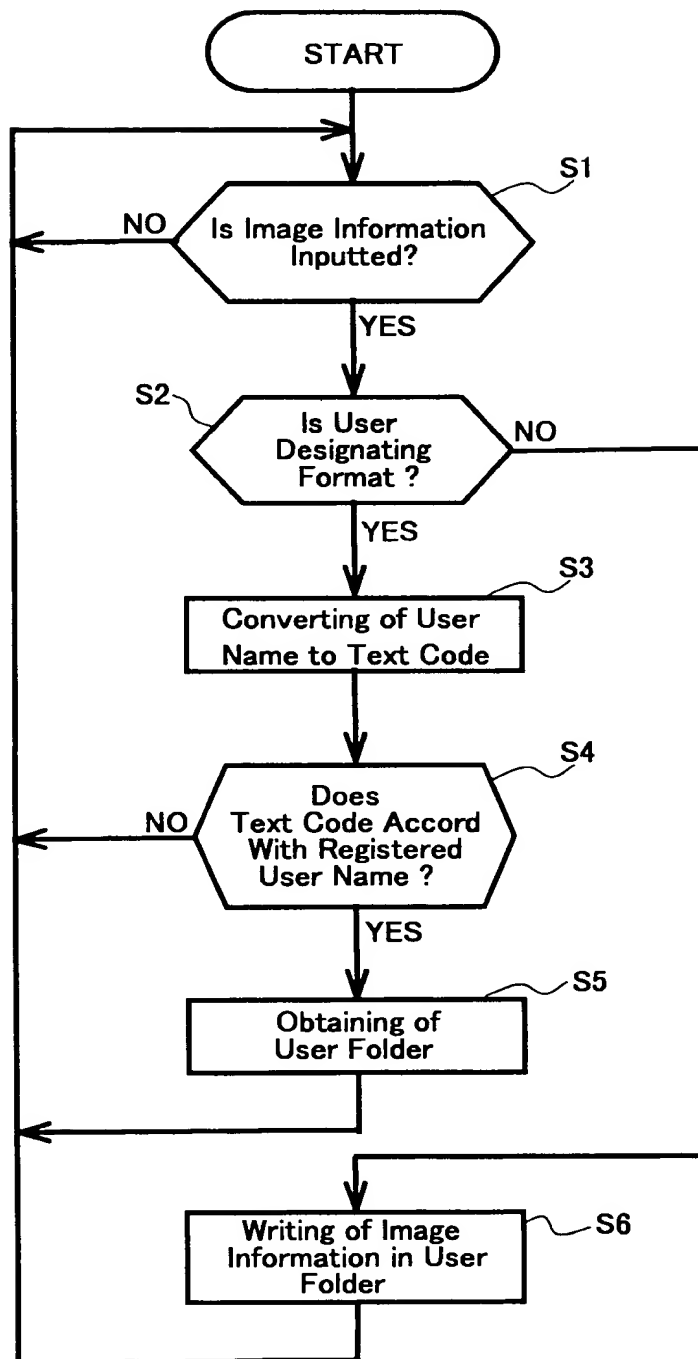 START
S1
NO
Is Image Information
Inputted?
YES
S2
Is User
Designating
Format ?
NO
YES
S3
Converting of User
Name to Text Code
S4
NO
Does
Text Code Accord
With Registered
User Name ?
YES
S5
Obtaining of
User Folder
S6
Writing of Image
Information in User
Folder